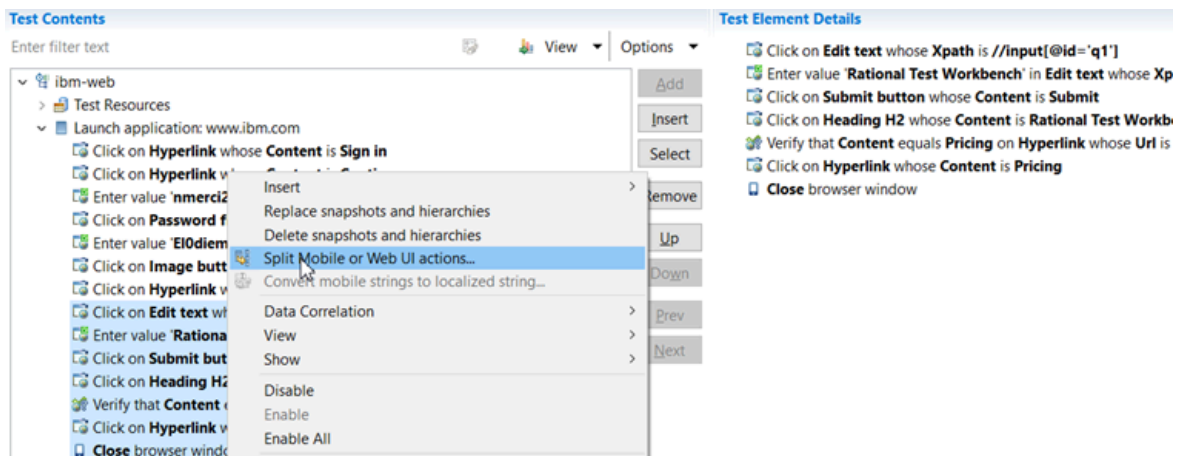 Test Contents
Enter filter text
View
Options
ibm-web
Test Resources
Launch application: www.ibm.com
Click on Hyperlink whose Content is Sign in
Click on Hyperlink
Enter value 'nmerci2
Click on Password f
Enter value 'El0diem
Click on Image butt
Click on Hyperlink
Click on Edit text
Enter value 'Rationa
Click on Submit but
Click on Heading H2
Verify that Content
Click on Hyperlink
Close browser
Insert
Replace snapshots and hierarchies
Delete snapshots and hierarchies
Split Mobile or Web UI actions...
Convert mobile strings to localized string...
Data Correlation
View
Show
Disable
Enable
Enable All
Add
Insert
Select
Remove
Up
Down
Prev
Next
Test Element Details
Click on Edit text whose Xpath is //input[@id='q1']
Enter value 'Rational Test Workbench' in Edit text whose Xp
Click on Submit button whose Content is Submit
Click on Heading H2 whose Content is Rational Test Workb
Verify that Content equals Pricing on Hyperlink whose Url is
Click on Hyperlink whose Content is Pricing
Close browser window